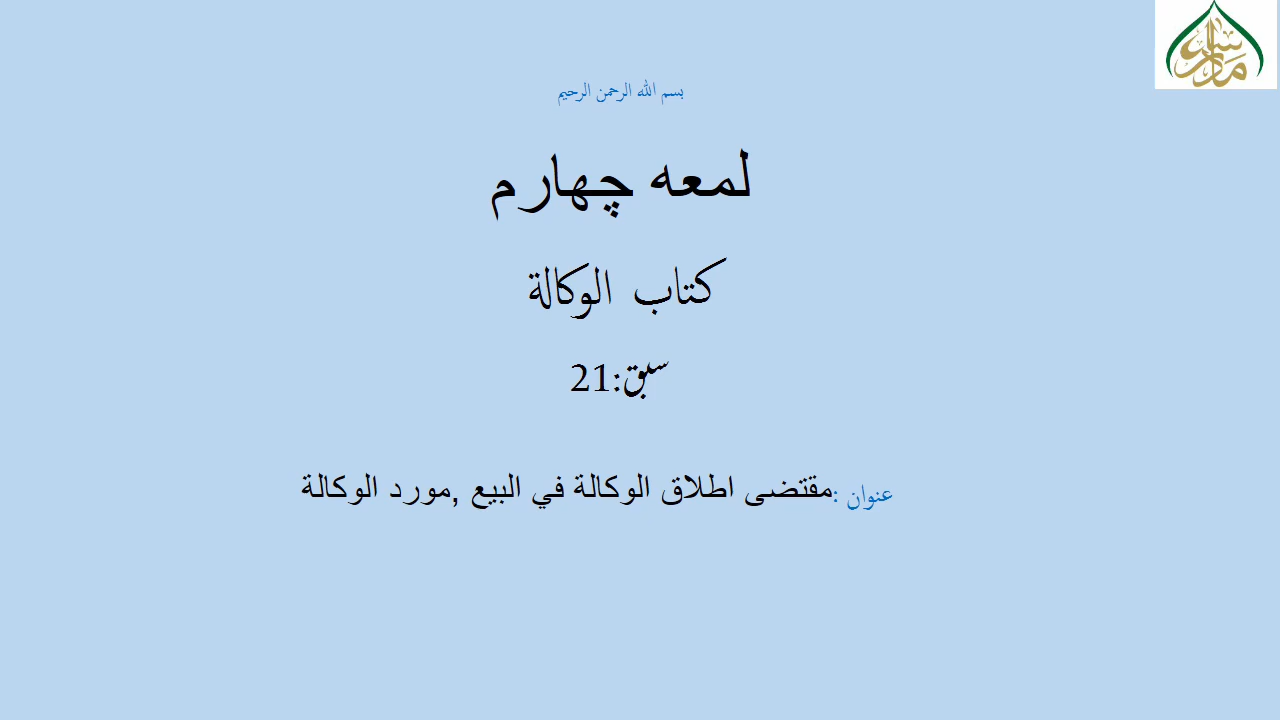 بسم الله الرحمن الرحيم
لمعه چهارم
كتاب الوكالة
سبق:21
عنوان :مقتضى اطلاق الوكالة في البيع ,مورد الوكالة